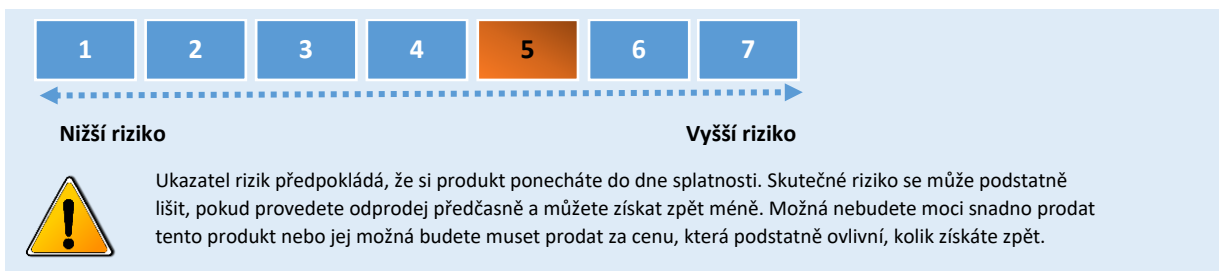 1 2 3 4 5 6 7
Nižší riziko Vyšší riziko
Ukazatel rizik předpokládá, že si produkt ponecháte do dne splatnosti. Skutečné riziko se může podstatně
lišit, pokud provedete odprodej předčasně a můžete získat zpět méně. Možná nebudete moci snadno prodat
tento produkt nebo jej možná budete muset prodat za cenu, která podstatně ovlivní, kolik získáte zpět.